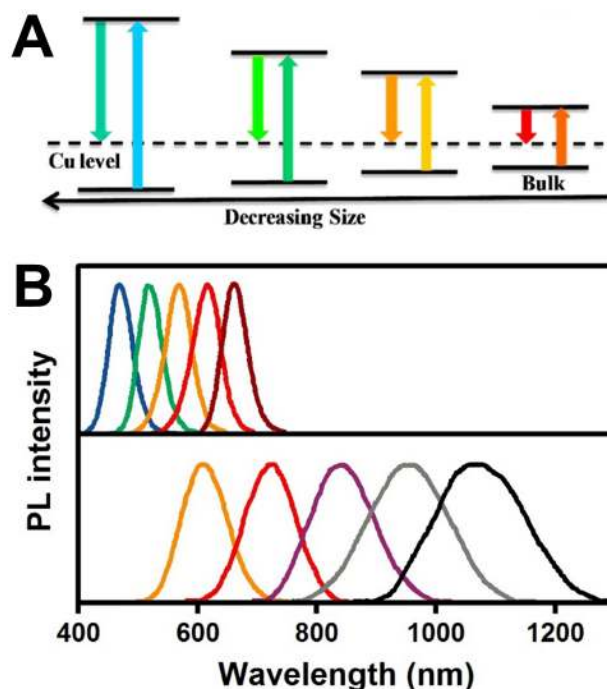 A
Cu level
Bulk
Decreasing Size
B
PL intensity
400 600 800 1000 1200
Wavelength (nm)